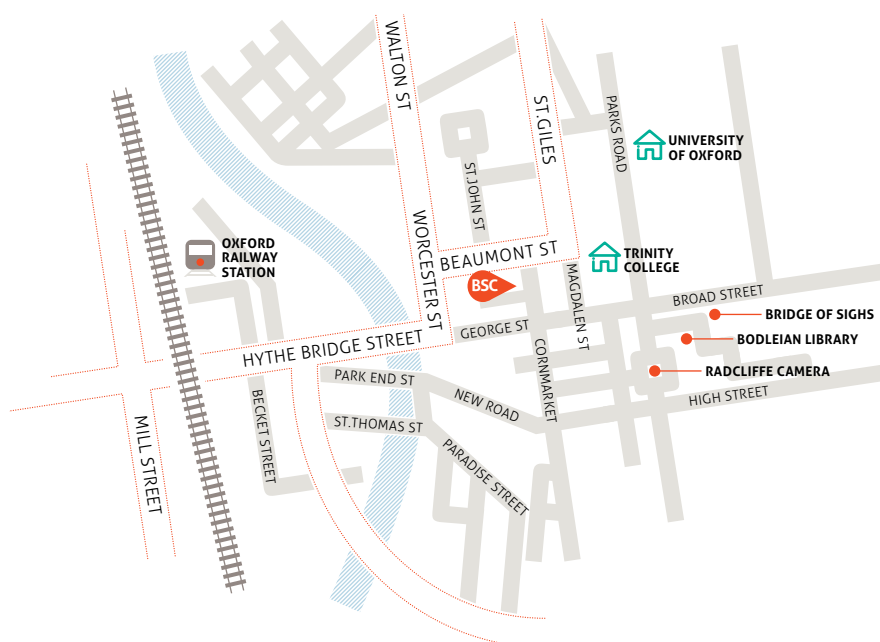 WALTON ST
ST.GILES
PARKS ROAD
UNIVERSITY
OF OXFORD
ST.JOHN ST
OXFORD
RAILWAY
STATION
WORCESTER ST
BEAUMONT ST
TRINITY
COLLEGE
BSC
MAGDALEN ST
BROAD STREET
BRIDGE OF SIGHS
GEORGE ST
BODLEIAN LIBRARY
HYTHE BRIDGE STREET
CORNMARKET
RADCLIFFE CAMERA
PARK END ST
HIGH STREET
NEW ROAD
BECKET STREET
MILL STREET
ST.THOMAS ST
PARADISE STREET